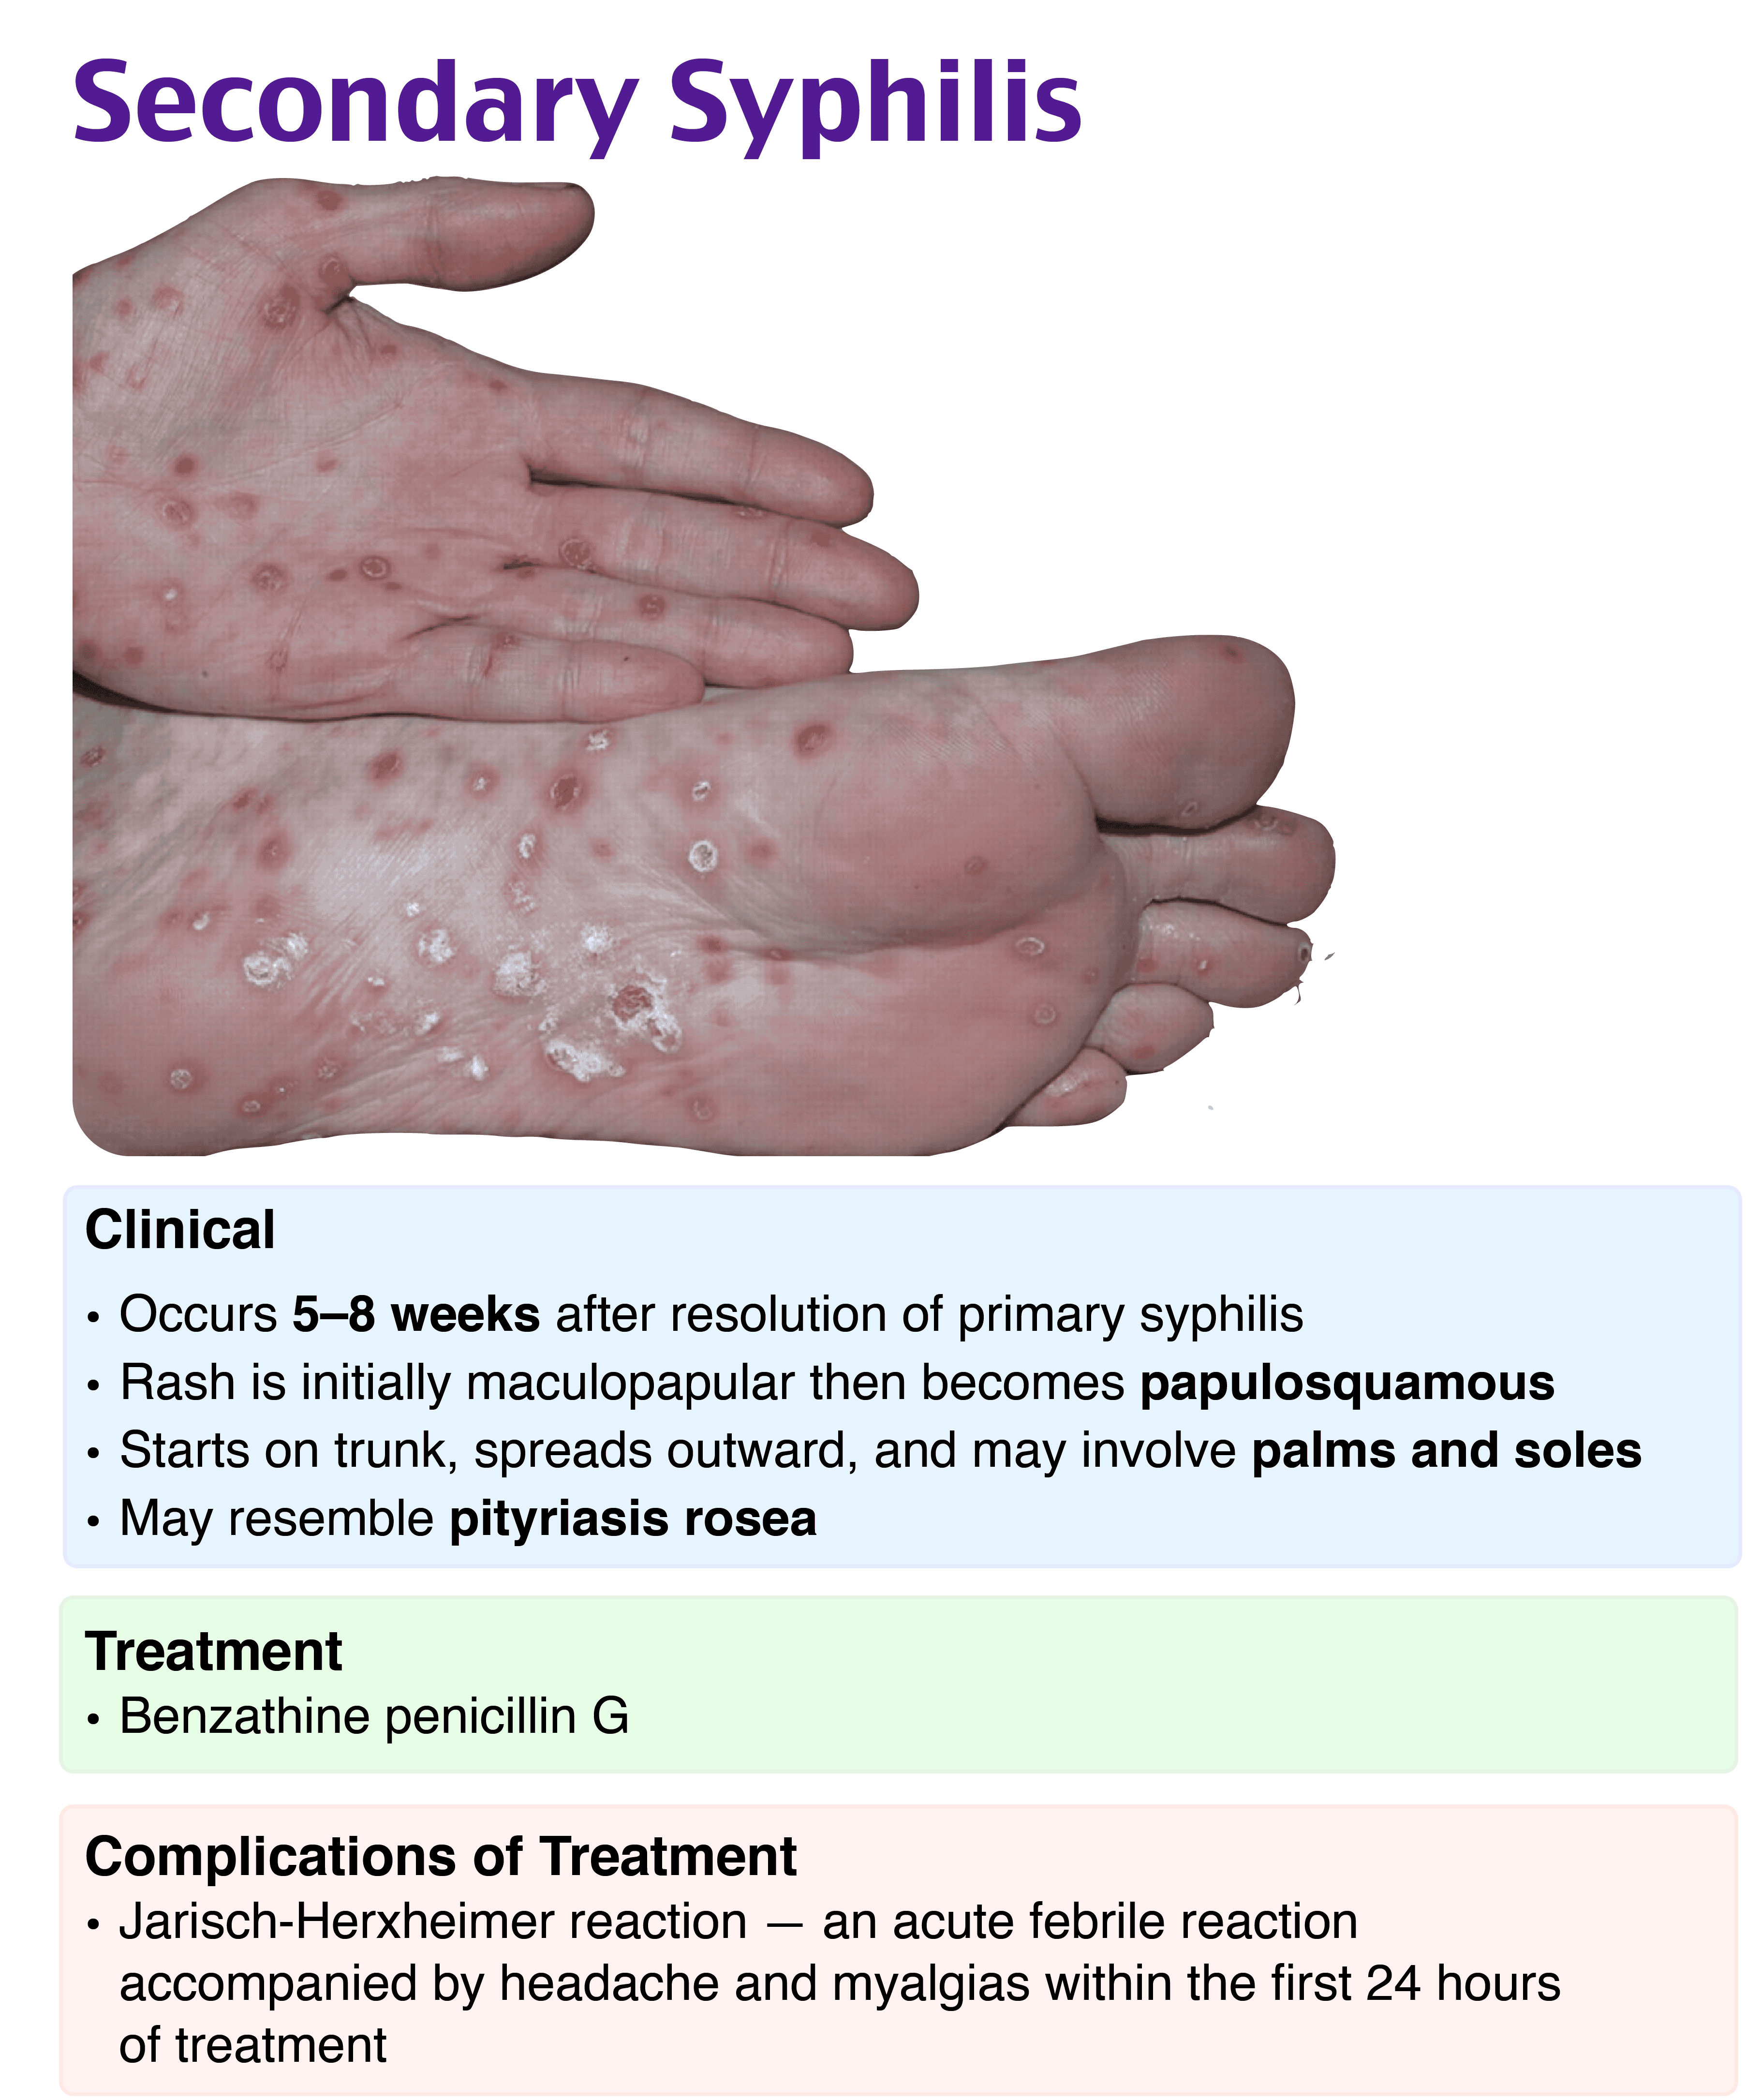 Secondary Syphilis
Clinical
• Occurs 5–8 weeks after resolution of primary syphilis
• Rash is initially maculopapular then becomes papulosquamous
• Starts on trunk, spreads outward, and may involve palms and soles
• May resemble pityriasis rosea
Treatment
• Benzathine penicillin G
Complications of Treatment
• Jarisch-Herxheimer reaction — an acute febrile reaction
accompanied by headache and myalgias within the first 24 hours
of treatment